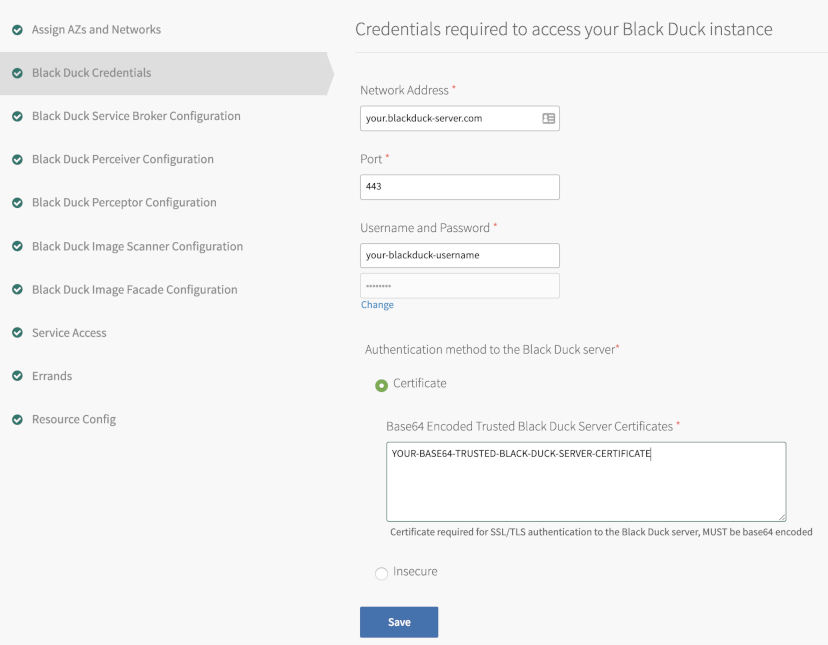 Assign AZs and Networks
Black Duck Credentials
Black Duck Service Broker Configuration
Black Duck Perceiver Configuration
Black Duck Perceptor Configuration
Black Duck Image Scanner Configuration
Black Duck Image Facade Configuration
Service Access
Errands
Resource Config
Credentials required to access your Black Duck instance
Network Address *
your.blackduck-server.com
Port *
443
Username and Password *
your-blackduck-username
••••••••
Change
Authentication method to the Black Duck server*
Certificate
Base64 Encoded Trusted Black Duck Server Certificates *
YOUR-BASE64-TRUSTED-BLACK-DUCK-SERVER-CERTIFICATE
Certificate required for SSL/TLS authentication to the Black Duck server, MUST be base64 encoded
Insecure
Save